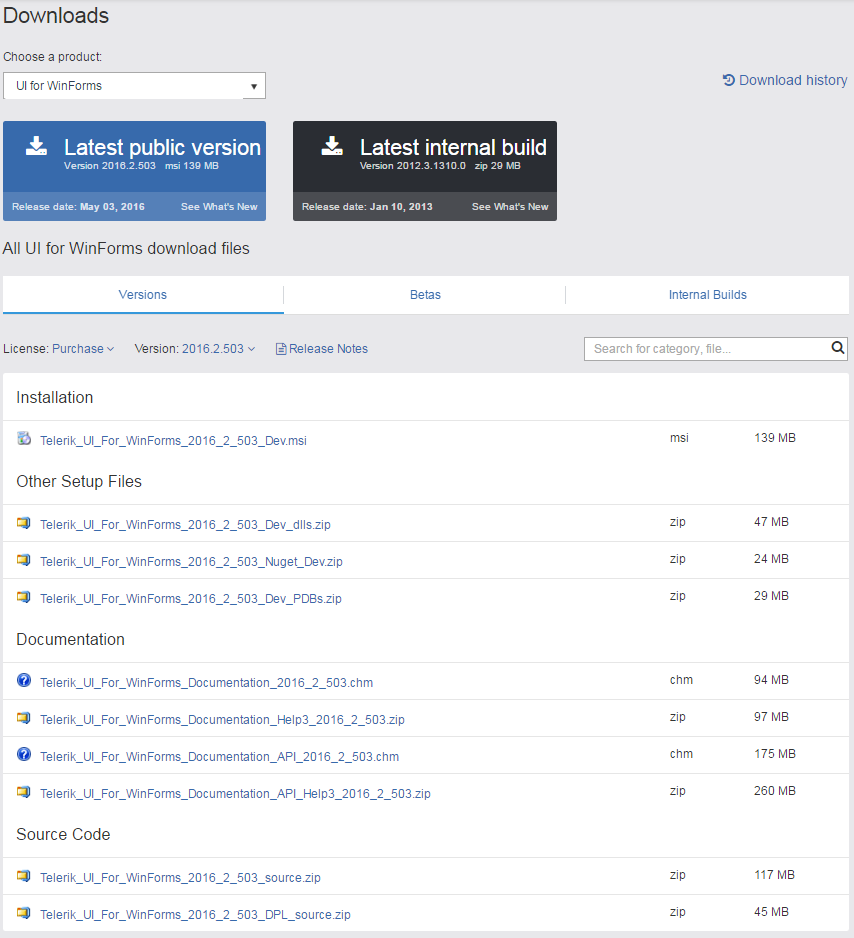 Downloads
Choose a product:
UI for WinForms
Download history
Latest public version
Version 2016.2.503 msi 139 MB
Release date: May 03, 2016 See What's New
Latest internal build
Version 2012.3.1310.0 zip 29 MB
Release date: Jan 10, 2013 See What's New
All UI for WinForms download files
Versions Betas Internal Builds
License: Purchase Version: 2016.2.503 Release Notes Search for category, file...
Installation
Telerik_UI_For_WinForms_2016_2_503_Dev.msi msi 139 MB
Other Setup Files
Telerik_UI_For_WinForms_2016_2_503_Dev_dlls.zip zip 47 MB
Telerik_UI_For_WinForms_2016_2_503_Nuget_Dev.zip zip 24 MB
Telerik_UI_For_WinForms_2016_2_503_Dev_PDBs.zip zip 29 MB
Documentation
Telerik_UI_For_WinForms_Documentation_2016_2_503.chm chm 94 MB
Telerik_UI_For_WinForms_Documentation_Help3_2016_2_503.zip zip 97 MB
Telerik_UI_For_WinForms_Documentation_API_2016_2_503.chm chm 175 MB
Telerik_UI_For_WinForms_Documentation_API_Help3_2016_2_503.zip zip 260 MB
Source Code
Telerik_UI_For_WinForms_2016_2_503_source.zip zip 117 MB
Telerik_UI_For_WinForms_2016_2_503_DPL_source.zip zip 45 MB